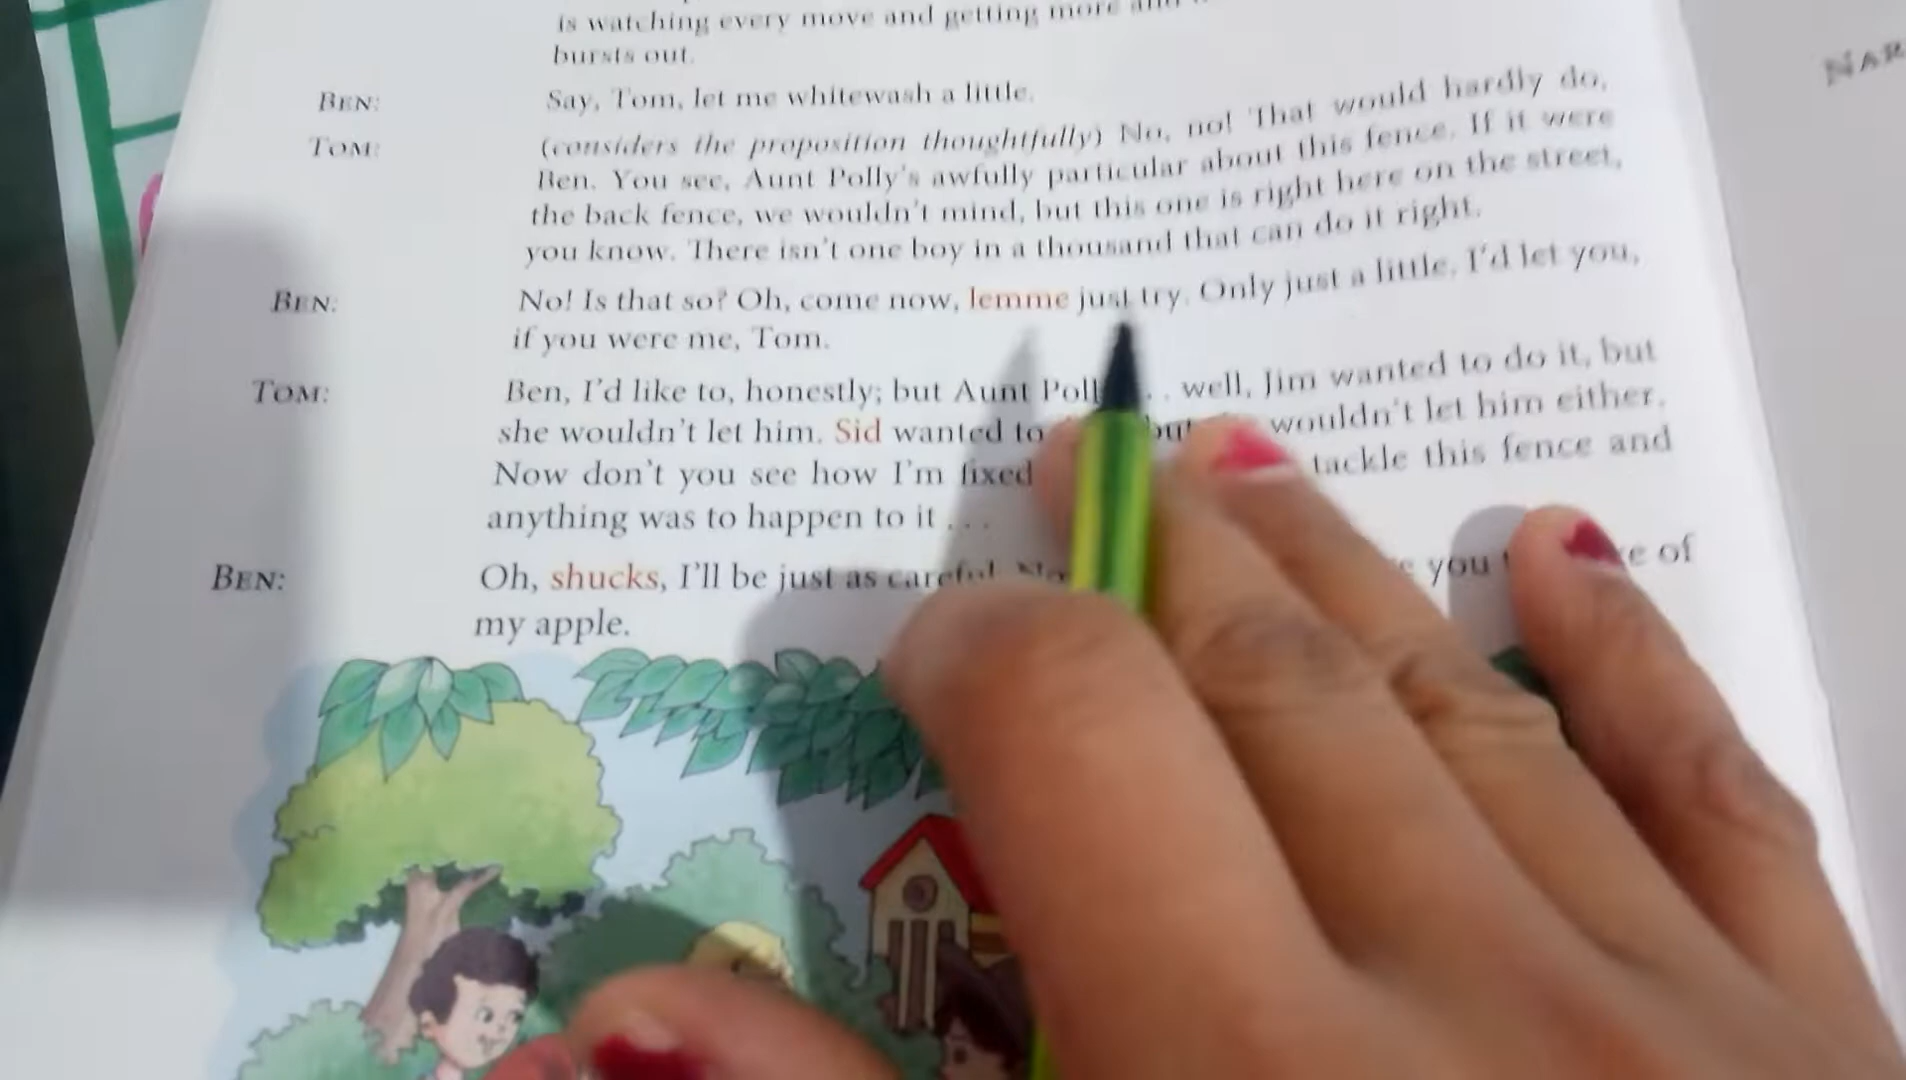 is watching every move and getting more and
bursts out.
BEN: Say, Tom, let me whitewash a little.
TOM: (considers the proposition thoughtfully) No, no! That would hardly do,
Ben. You see, Aunt Polly's awfully particular about this fence. If it were
the back fence, we wouldn't mind, but this one is right here on the street,
you know. There isn't one boy in a thousand that can do it right.
BEN: No! Is that so? Oh, come now, lemme just try. Only just a little. I'd let you,
if you were me, Tom.
TOM: Ben, I'd like to, honestly; but Aunt Poll . . well, Jim wanted to do it, but
she wouldn't let him. Sid wanted to but wouldn't let him either.
Now don't you see how I'm fixed tackle this fence and
anything was to happen to it . . .
BEN: Oh, shucks, I'll be just as careful. you of
my apple.
NAR